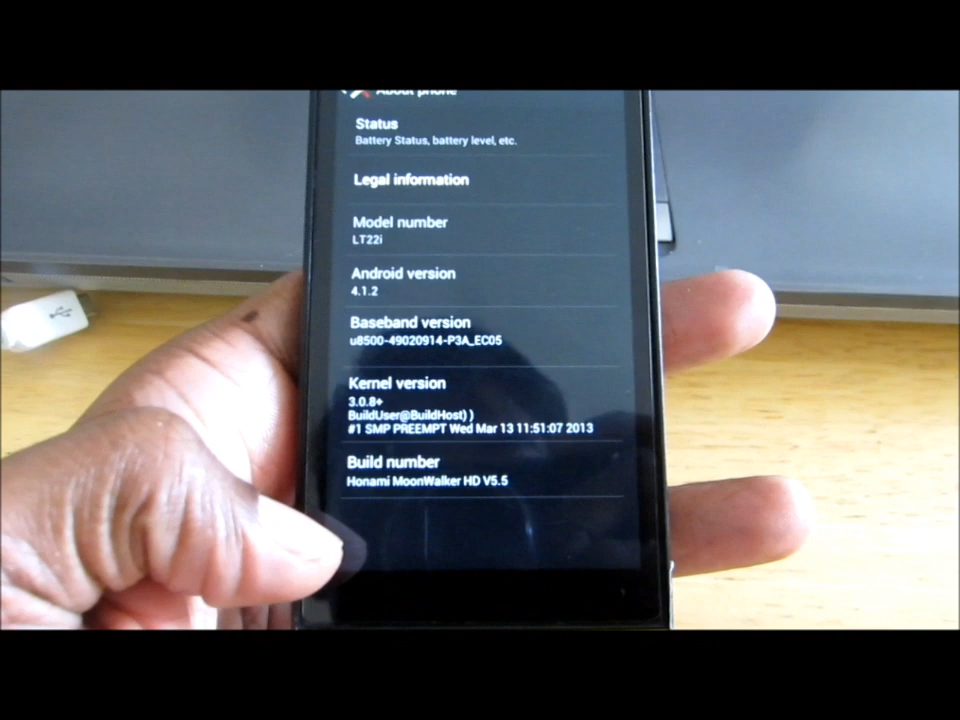 About phone
Status
Battery Status, battery level, etc.
Legal information
Model number
LT22i
Android version
4.1.2
Baseband version
u8500-49020914-P3A_EC05
Kernel version
3.0.8+
BuildUser@BuildHost) )
#1 SMP PREEMPT Wed Mar 13 11:51:07 2013
Build number
Honami MoonWalker HD V5.5